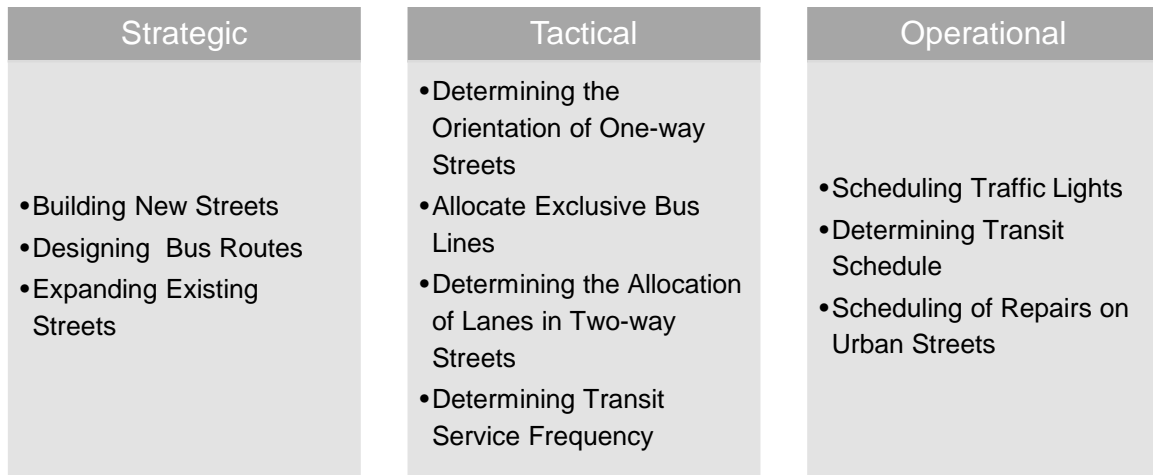 Strategic
•Building New Streets
•Designing  Bus Routes
•Expanding Existing
Streets
Tactical
•Determining the
Orientation of One-way
Streets
•Allocate Exclusive Bus
Lines
•Determining the Allocation
of Lanes in Two-way
Streets
•Determining Transit
Service Frequency
Operational
•Scheduling Traffic Lights
•Determining Transit
Schedule
•Scheduling of Repairs on
Urban Streets